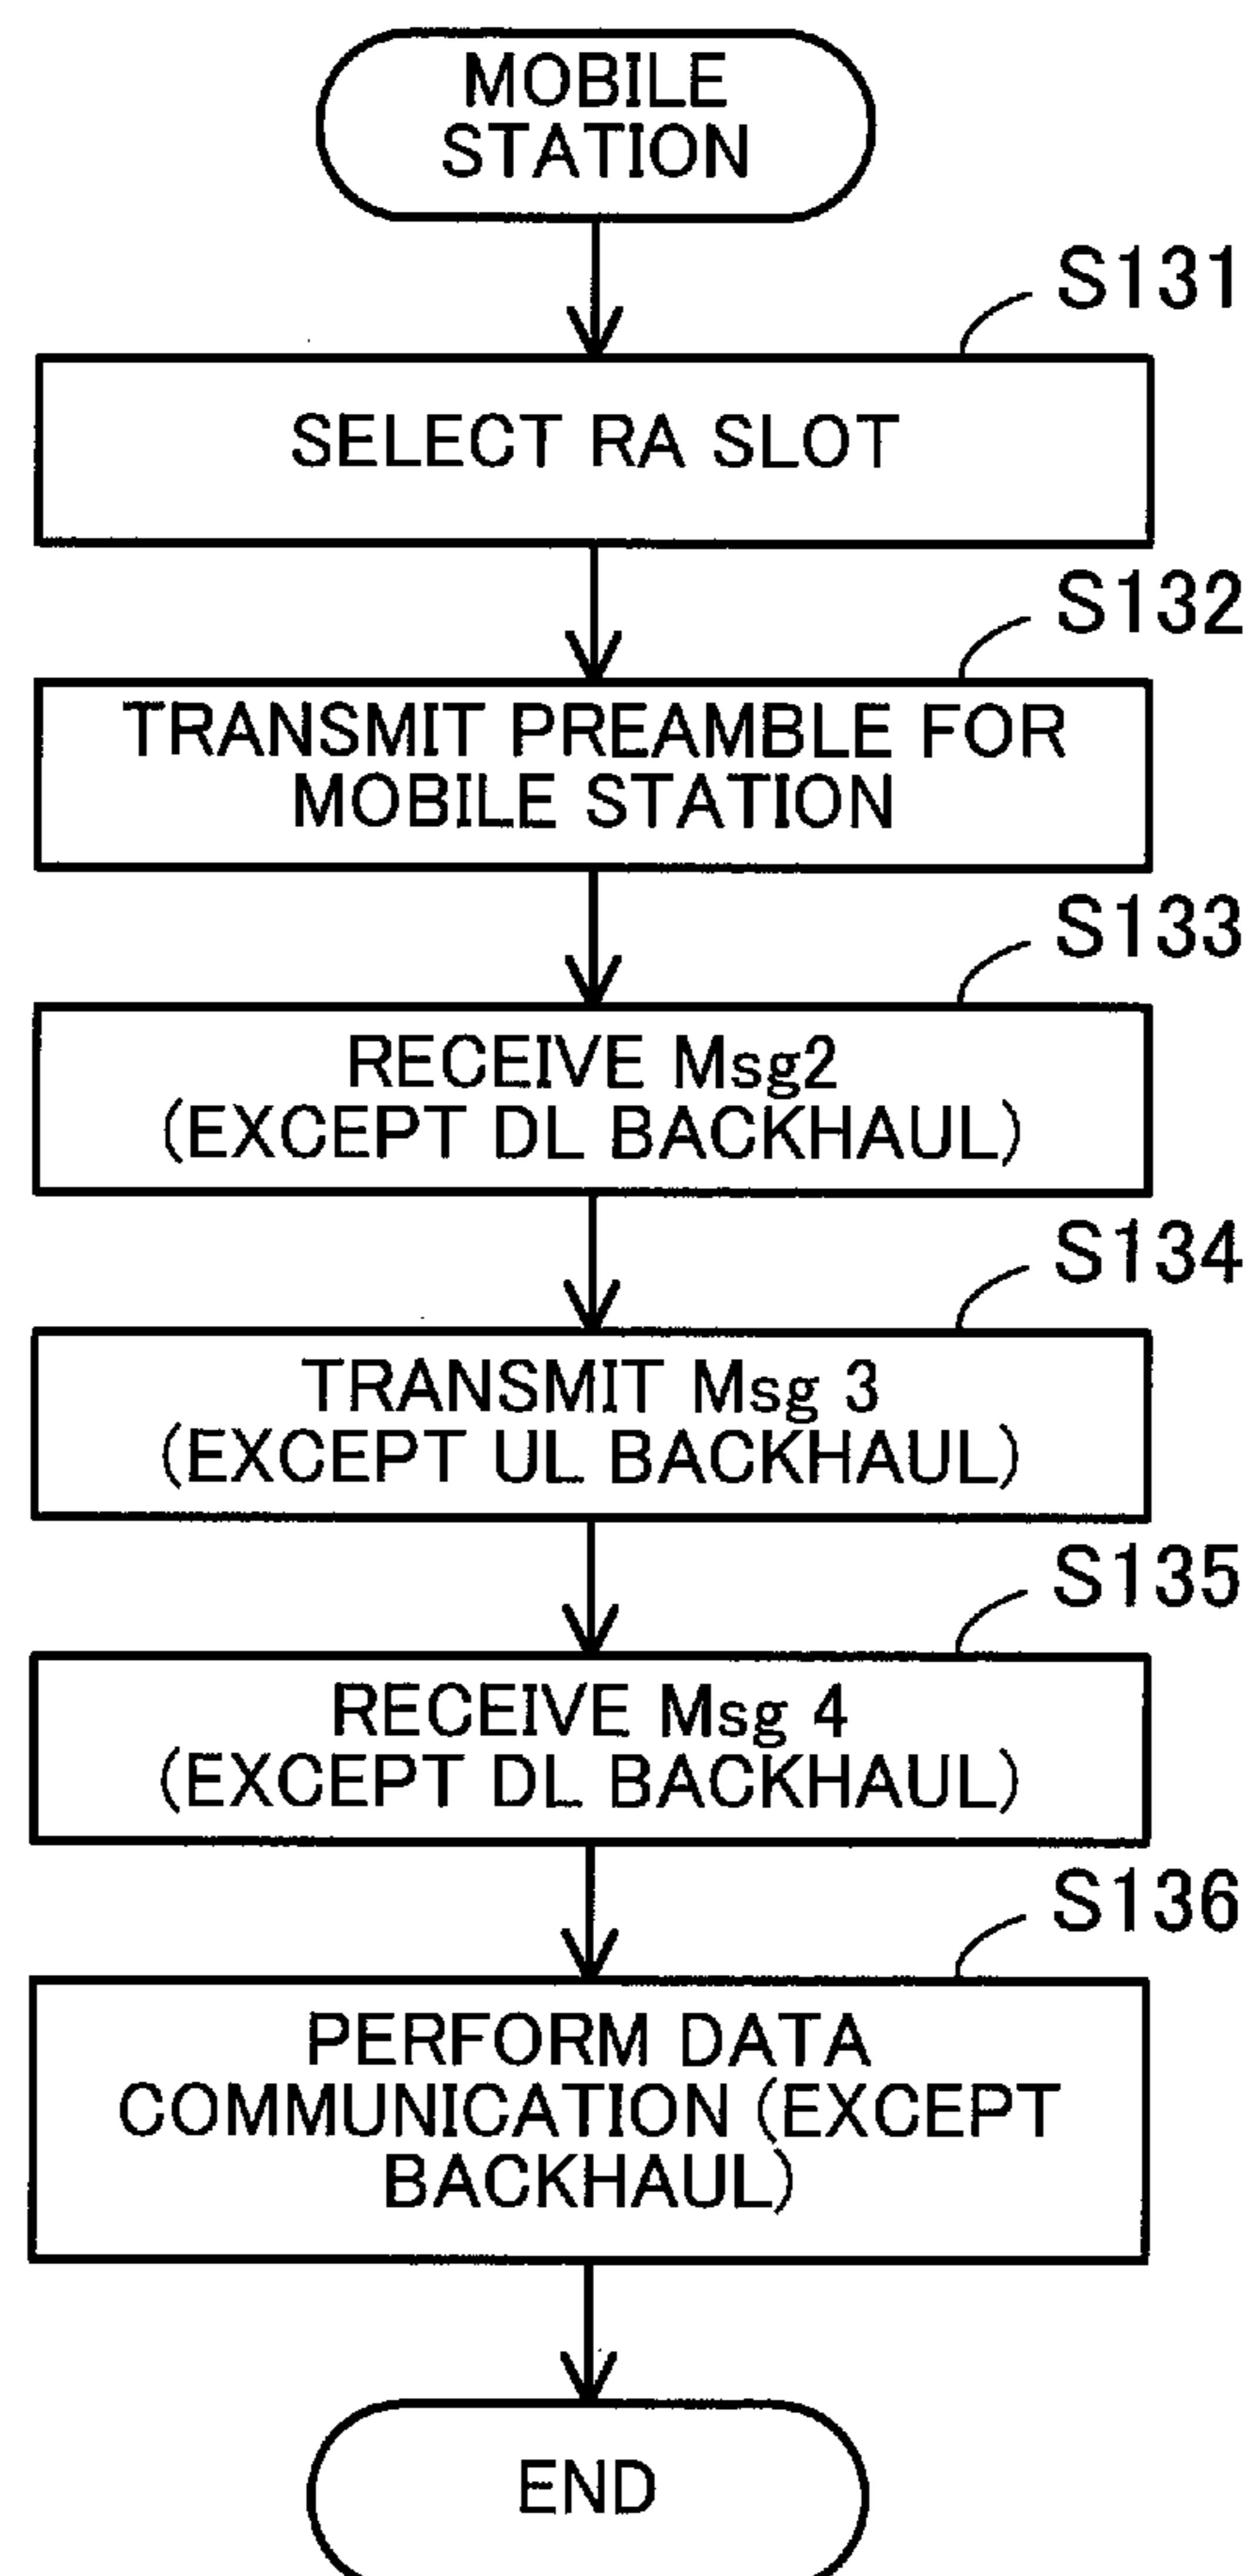 MOBILE
STATION
S131
SELECT RA SLOT
S132
TRANSMIT PREAMBLE FOR
MOBILE STATION
S133
RECEIVE Msg2
(EXCEPT DL BACKHAUL)
S134
TRANSMIT Msg 3
(EXCEPT UL BACKHAUL)
S135
RECEIVE Msg 4
(EXCEPT DL BACKHAUL)
S136
PERFORM DATA
COMMUNICATION (EXCEPT
BACKHAUL)
END